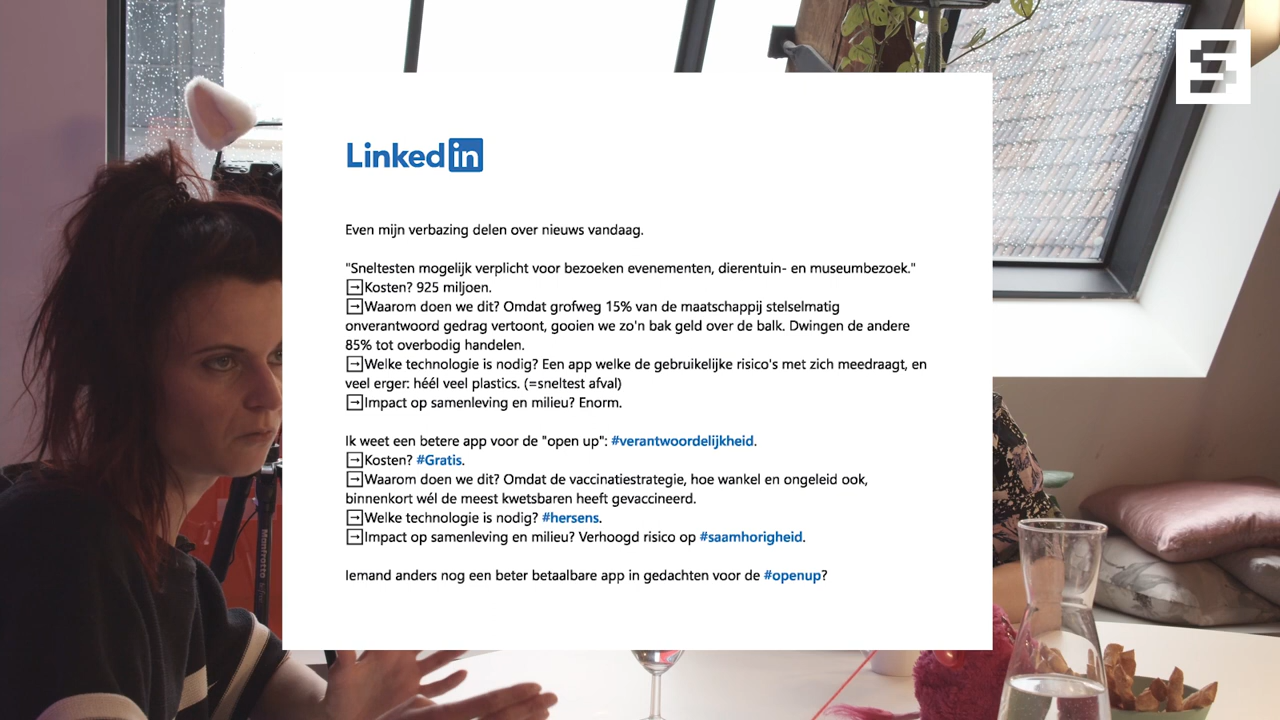 Linked in
Even mijn verbazing delen over nieuws vandaag.
"Sneltesten mogelijk verplicht voor bezoeken evenementen, dierentuin- en museumbezoek."
→Kosten? 925 miljoen.
→Waarom doen we dit? Omdat grofweg 15% van de maatschappij stelselmatig
onverantwoord gedrag vertoont, gooien we zo'n bak geld over de balk. Dwingen de andere
85% tot overbodig handelen.
→Welke technologie is nodig? Een app welke de gebruikelijke risico's met zich meedraagt, en
veel erger: héél veel plastics. (=sneltest afval)
→Impact op samenleving en milieu? Enorm.
Ik weet een betere app voor de "open up": #verantwoordelijkheid.
→Kosten? #Gratis.
→Waarom doen we dit? Omdat de vaccinatiestrategie, hoe wankel en ongeleid ook,
binnenkort wél de meest kwetsbaren heeft gevaccineerd.
→Welke technologie is nodig? #hersens.
→Impact op samenleving en milieu? Verhoogd risico op #saamhorigheid.
Iemand anders nog een beter betaalbare app in gedachten voor de #openup?
S
Manfrotto